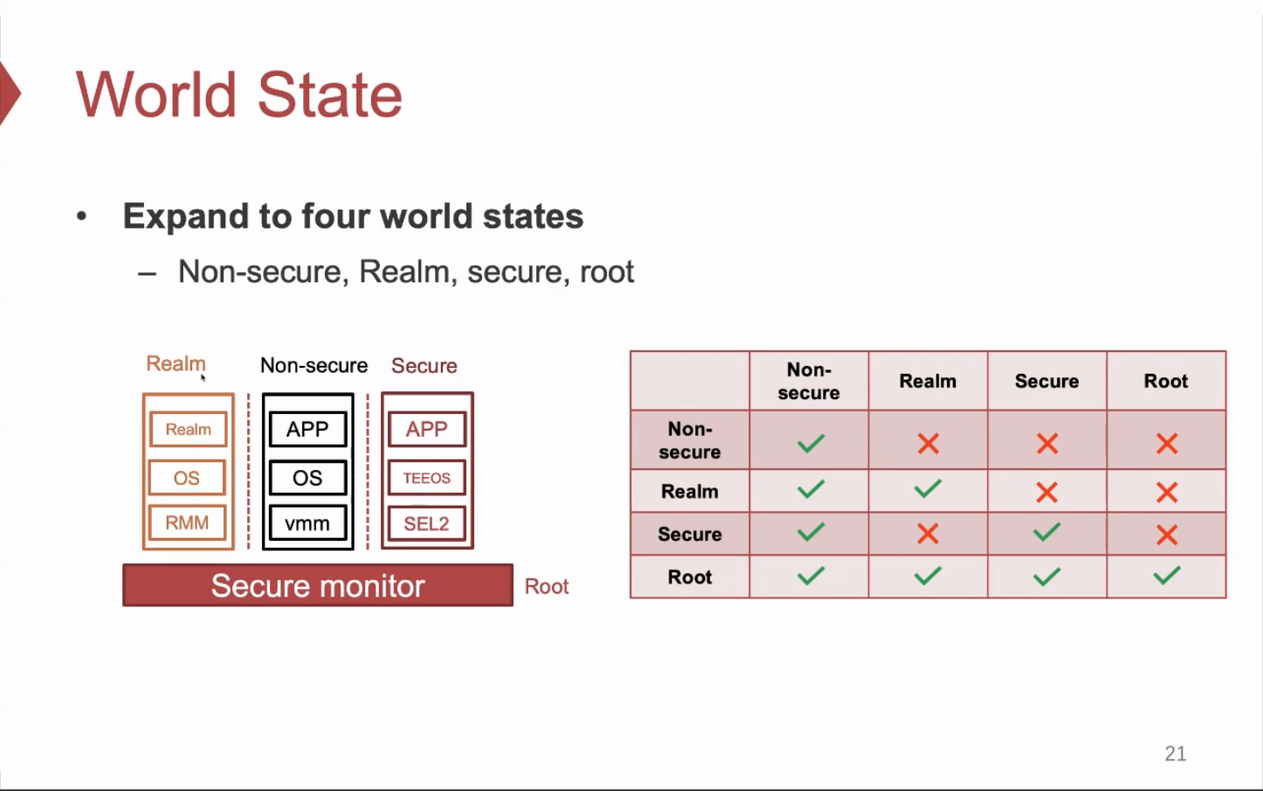 World State
• Expand to four world states
– Non-secure, Realm, secure, root
Realm Non-secure Secure
Realm APP APP
OS OS TEEOS
RMM vmm SEL2
Secure monitor Root
Non-
secure Realm Secure Root
Non-
secure ✓ ✗ ✗ ✗
Realm ✓ ✓ ✗ ✗
Secure ✓ ✗ ✓ ✗
Root ✓ ✓ ✓ ✓
21